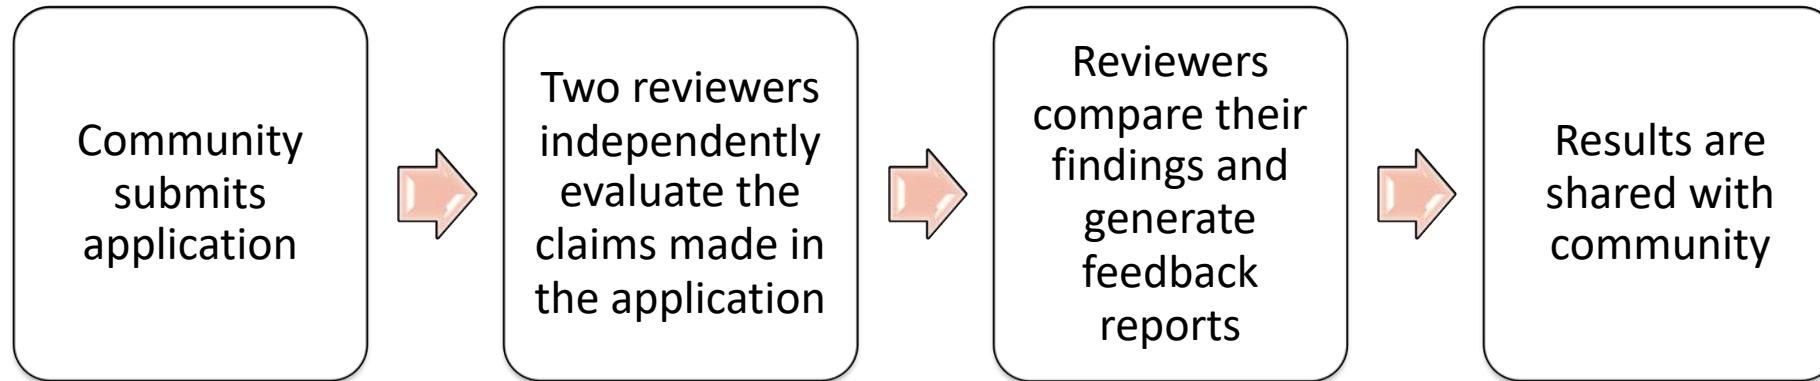 Community
submits
application
Two reviewers
independently
evaluate the
claims made in
the application
Reviewers
compare their
findings and
generate
feedback
reports
Results are
shared with
community